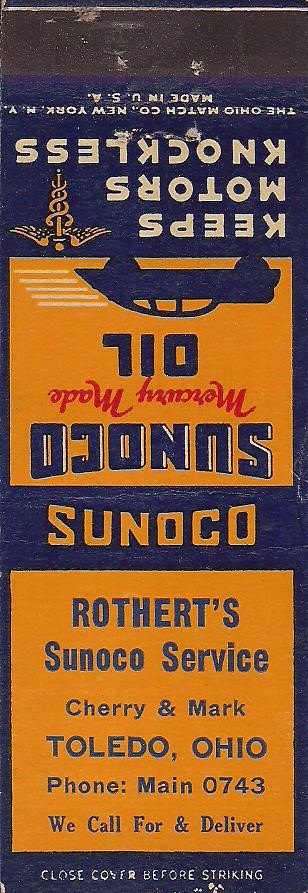 THE OHIO MATCH CO., NEW YORK, N.Y.
MADE IN U.S.A.
KEEPS
MOTORS
KNOCKLESS
SUNOCO
Mercury Made
OIL
SUNOCO
ROTHERT'S
Sunoco Service
Cherry & Mark
TOLEDO, OHIO
Phone: Main 0743
We Call For & Deliver
CLOSE COVER BEFORE STRIKING